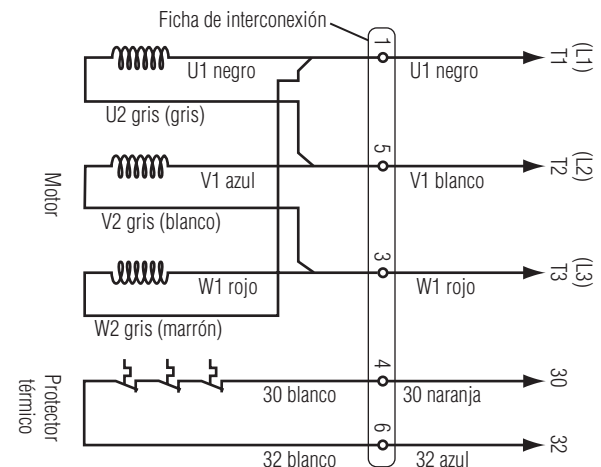 Ficha de interconexión
U1 negro
1
U1 negro
T1 (L1)
U2 gris (gris)
Motor
V1 azul
5
V1 blanco
T2 (L2)
V2 gris (blanco)
W1 rojo
3
W1 rojo
T3 (L3)
W2 gris (marrón)
Protector
térmico
30 blanco
4
30 naranja
30
32 blanco
6
32 azul
32